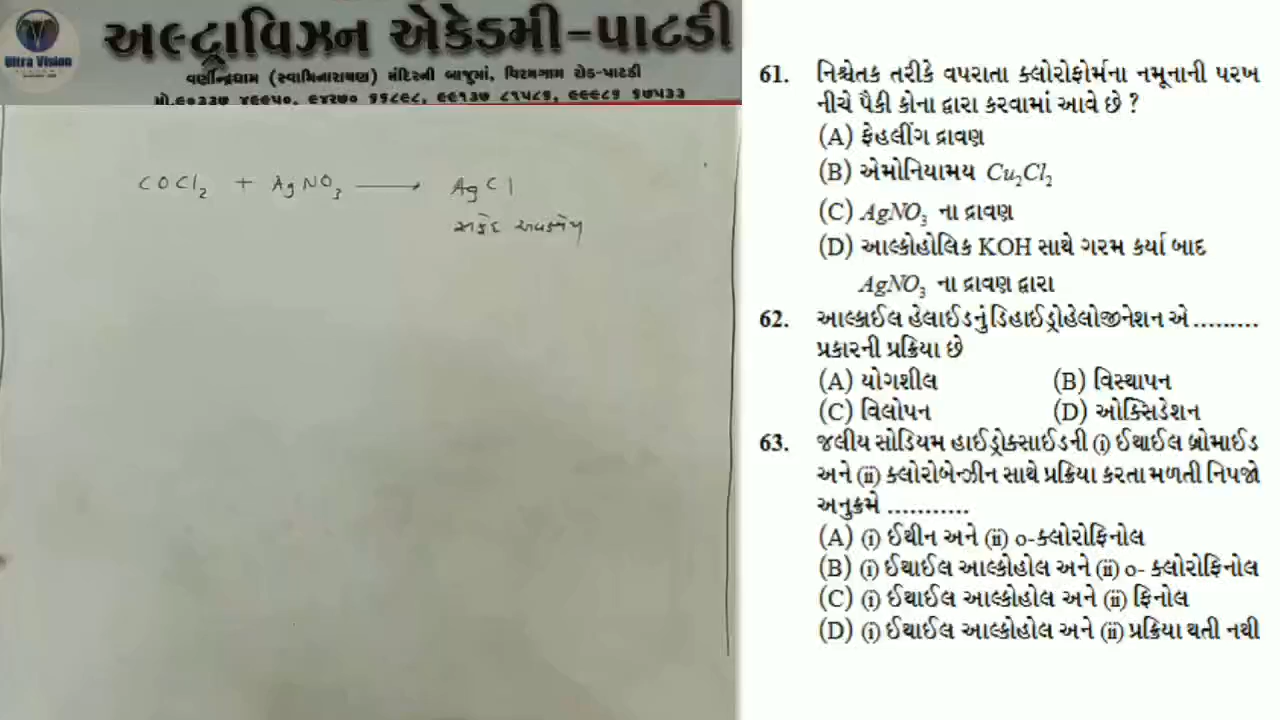 Ultra Vision
અલ્ટ્રાવિઝન એકેડમી-પાટડી
વર્ણીન્દ્રધામ (સ્વામિનારાયણ) મંદિરની બાજુમાં, વિરમગામ રોડ-પાટડી
COCl₂ + AgNO₃ ⟶ AgCl
સફેદ અવક્ષેપ
61. નિશ્ચેતક તરીકે વપરાતા ક્લોરોફોર્મના નમૂનાની પરખ
નીચે પૈકી કોના દ્વારા કરવામાં આવે છે ?
(A) ફેહલીંગ દ્રાવણ
(B) એમોનિયામય Cu₂Cl₂
(C) AgNO₃ ના દ્રાવણ
(D) આલ્કોહોલિક KOH સાથે ગરમ કર્યા બાદ
AgNO₃ ના દ્રાવણ દ્વારા
62. આલ્કાઈલ હેલાઈડનું ડિહાઈડ્રોહેલોજીનેશન એ .........
પ્રકારની પ્રક્રિયા છે
(A) યોગશીલ (B) વિસ્થાપન
(C) વિલોપન (D) ઓક્સિડેશન
63. જલીય સોડિયમ હાઈડ્રોક્સાઈડની (i) ઈથાઈલ બ્રોમાઈડ
અને (ii) ક્લોરોબેન્ઝીન સાથે પ્રક્રિયા કરતા મળતી નિપજો
અનુક્રમે ...........
(A) (i) ઈથીન અને (ii) o-ક્લોરોફિનોલ
(B) (i) ઈથાઈલ આલ્કોહોલ અને (ii) o- ક્લોરોફિનોલ
(C) (i) ઈથાઈલ આલ્કોહોલ અને (ii) ફિનોલ
(D) (i) ઈથાઈલ આલ્કોહોલ અને (ii) પ્રક્રિયા થતી નથી